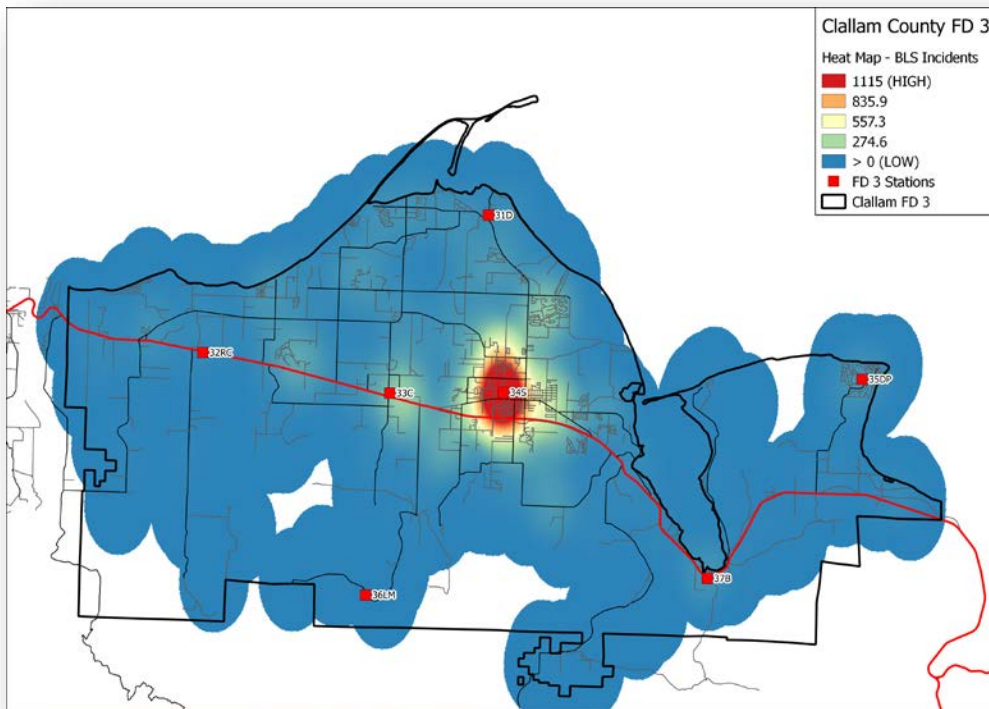 Clallam County FD 3
Heat Map - BLS Incidents
1115 (HIGH)
835.9
557.3
274.6
> 0 (LOW)
FD 3 Stations
Clallam FD 3
31D
32RC
33C
34S
35DP
37B
36LM